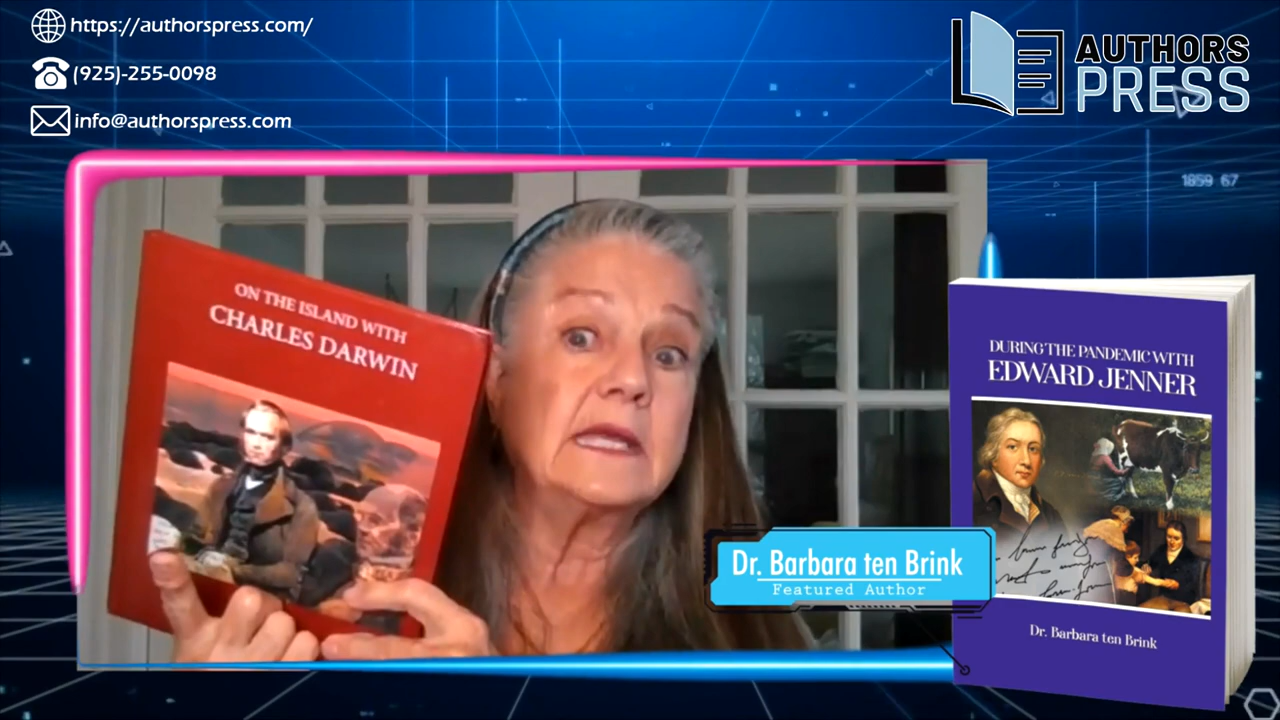 https://authorspress.com/
(925)-255-0098
info@authorspress.com
AUTHORS
PRESS
1859 67
ON THE ISLAND WITH
CHARLES DARWIN
DURING THE PANDEMIC WITH
EDWARD JENNER
Dr. Barbara ten Brink
Dr. Barbara ten Brink
Featured Author